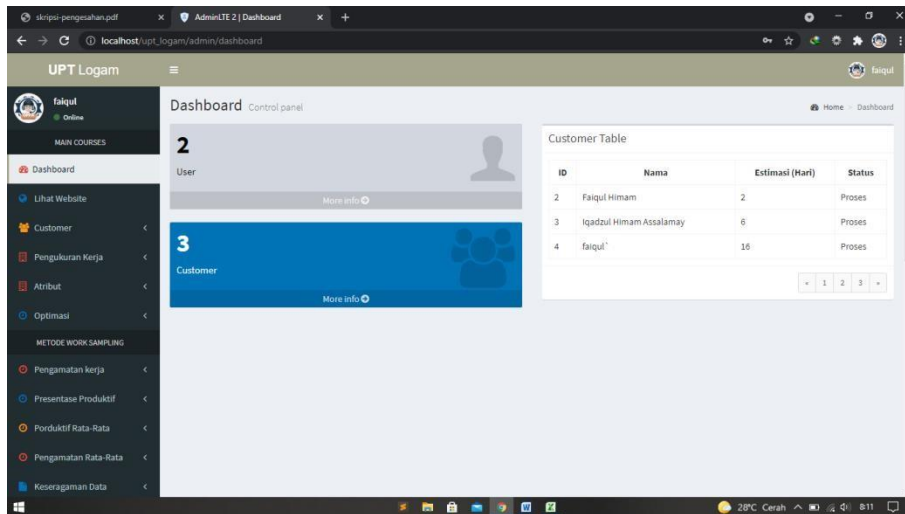 skripsi-pengesahan.pdf
AdminLTE 2 | Dashboard
localhost/upt_logam/admin/dashboard
UPT Logam
faiqul
faiqul
Online
Dashboard Control panel
Home > Dashboard
MAIN COURSES
Dashboard
Lihat Website
Customer
Pengukuran Kerja
Atribut
Optimasi
METODE WORK SAMPLING
Pengamatan kerja
Presentase Produktif
Porduktif Rata-Rata
Pengamatan Rata-Rata
Keseragaman Data
2
User
More info
3
Customer
More info
Customer Table
ID Nama Estimasi (Hari) Status
2 Faiqul Himam 2 Proses
3 Iqadzul Himam Assalamay 6 Proses
4 faiqul` 16 Proses
« 1 2 3 »
28°C Cerah 8:11